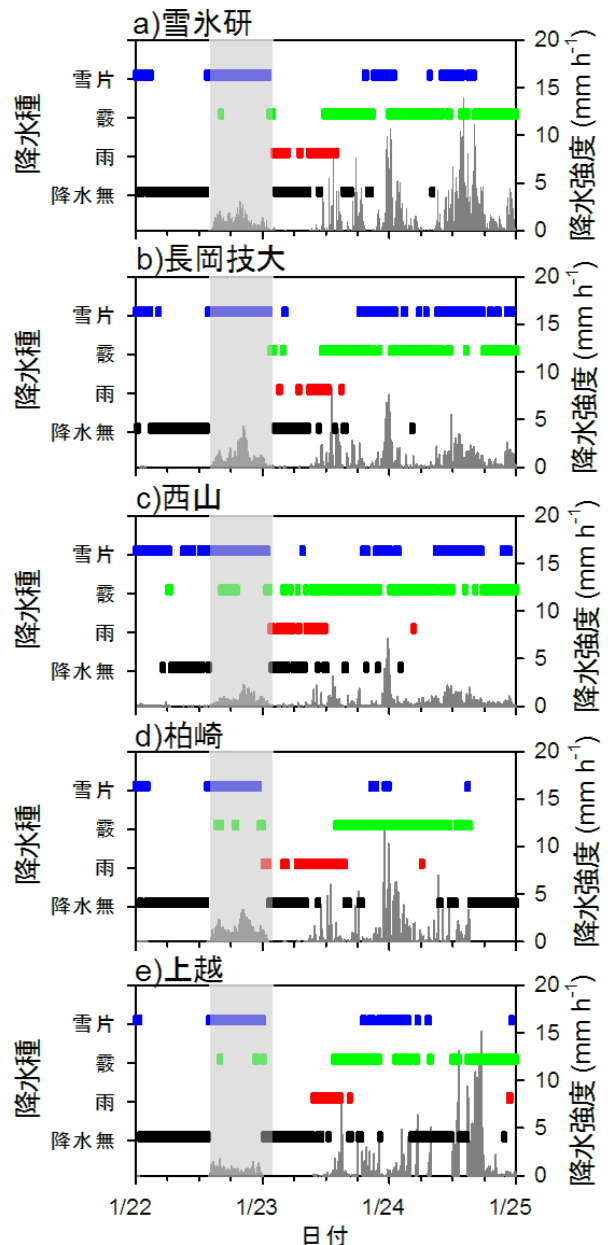 a)雪氷研
降水種
雪片
霰
雨
降水無
20
15
10
5
0
降水強度 (mm h⁻¹)
b)長岡技大
降水種
雪片
霰
雨
降水無
20
15
10
5
0
降水強度 (mm h⁻¹)
c)西山
降水種
雪片
霰
雨
降水無
20
15
10
5
0
降水強度 (mm h⁻¹)
d)柏崎
降水種
雪片
霰
雨
降水無
20
15
10
5
0
降水強度 (mm h⁻¹)
e)上越
降水種
雪片
霰
雨
降水無
20
15
10
5
0
降水強度 (mm h⁻¹)
1/22 1/23 1/24 1/25
日付